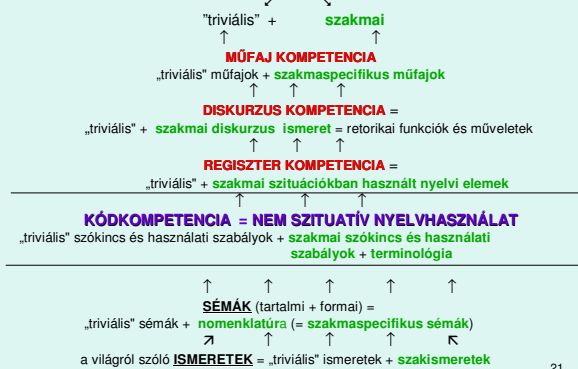 "triviális" + szakmai
MŰFAJ KOMPETENCIA
„triviális" műfajok + szakmaspecifikus műfajok
DISKURZUS KOMPETENCIA =
„triviális" + szakmai diskurzus ismeret = retorikai funkciók és műveletek
REGISZTER KOMPETENCIA =
„triviális" + szakmai szituációkban használt nyelvi elemek
KÓDKOMPETENCIA = NEM SZITUATÍV NYELVHASZNÁLAT
„triviális" szókincs és használati szabályok + szakmai szókincs és használati
szabályok + terminológia
SÉMÁK (tartalmi + formai) =
„triviális" sémák + nomenklatúra (= szakmaspecifikus sémák)
a világról szóló ISMERETEK = „triviális" ismeretek + szakismeretek
21